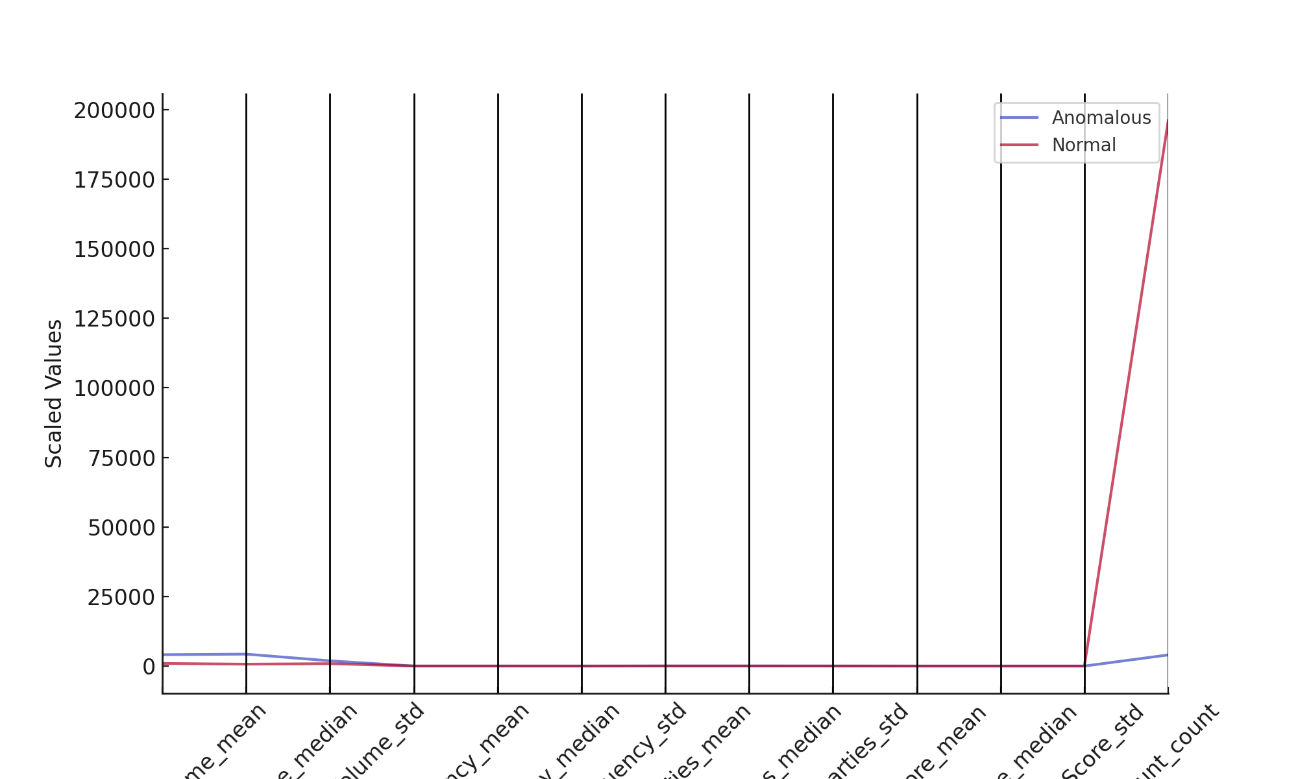 200000
175000
150000
125000
100000
75000
50000
25000
0
Scaled Values
Anomalous
Normal
me_mean
e_median
olume_std
ncy_mean
y_median
uency_std
ties_mean
s_median
arties_std
ore_mean
e_median
Score_std
unt_count